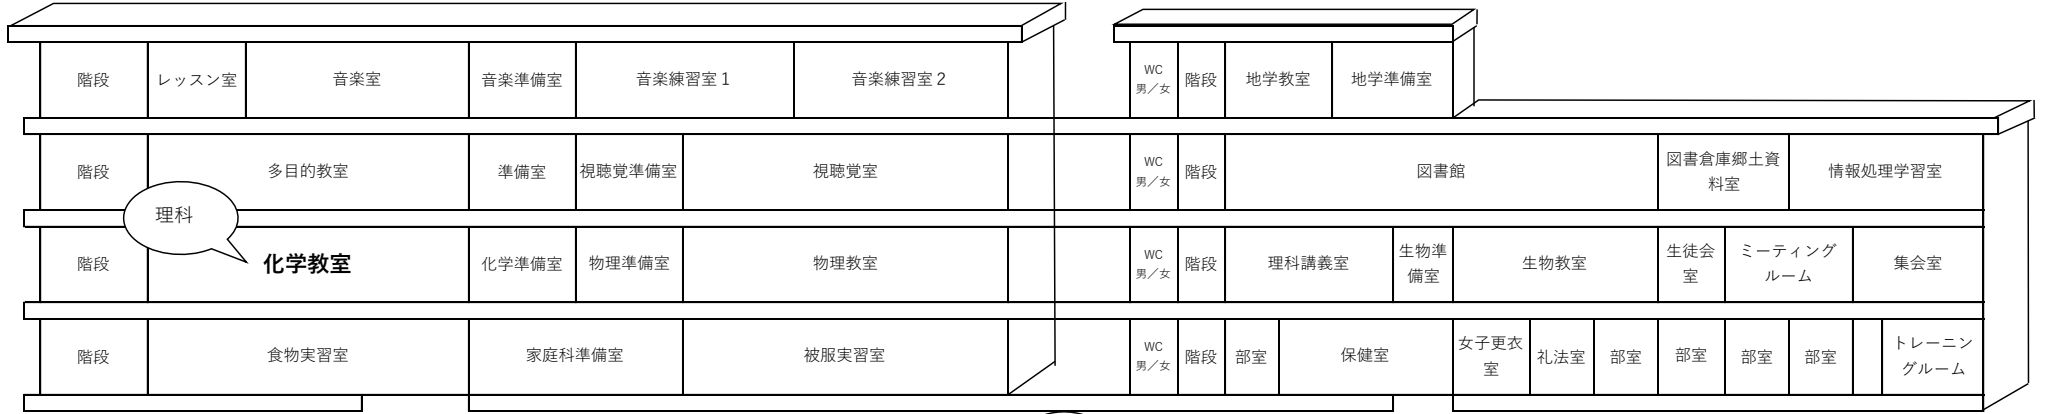 階段
レッスン室
音楽室
音楽準備室
音楽練習室１
音楽練習室２
WC
男／女
階段
地学教室
地学準備室
階段
多目的教室
準備室
視聴覚準備室
視聴覚室
WC
男／女
階段
図書館
図書倉庫郷土資
料室
情報処理学習室
理科
階段
化学教室
化学準備室
物理準備室
物理教室
WC
男／女
階段
理科講義室
生物準
備室
生物教室
生徒会
室
ミーティング
ルーム
集会室
階段
食物実習室
家庭科準備室
被服実習室
WC
男／女
階段
部室
保健室
女子更衣
室
礼法室
部室
部室
部室
部室
トレーニン
グルーム